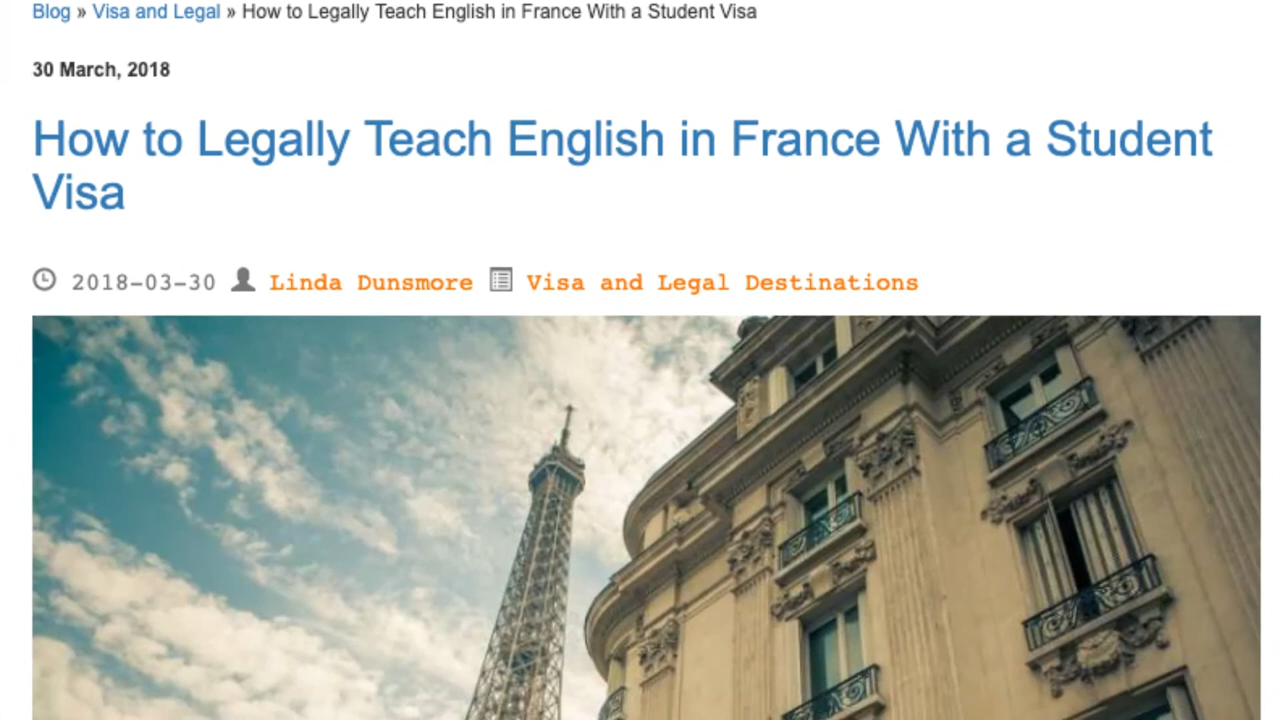 Blog » Visa and Legal » How to Legally Teach English in France With a Student Visa
30 March, 2018
How to Legally Teach English in France With a Student
Visa
2018-03-30 Linda Dunsmore Visa and Legal Destinations